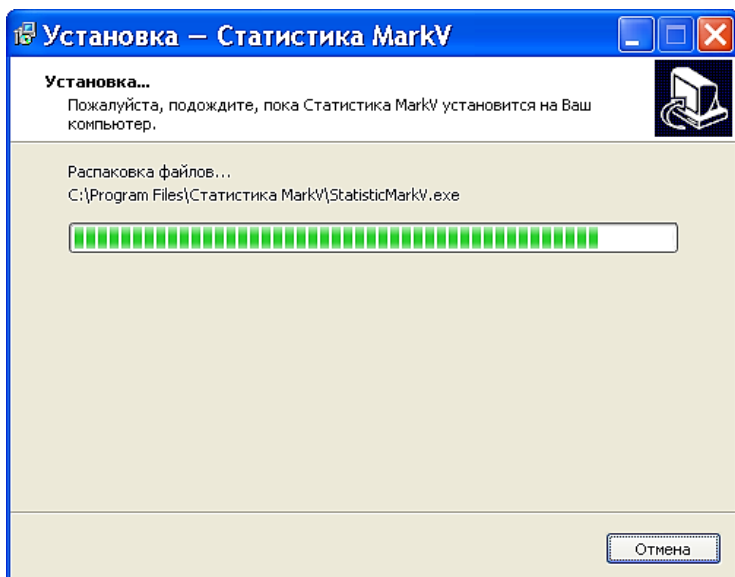 Установка — Статистика MarkV
Установка...
Пожалуйста, подождите, пока Статистика MarkV установится на Ваш
компьютер.
Распаковка файлов...
C:\Program Files\Статистика MarkV\StatisticMarkV.exe
Отмена